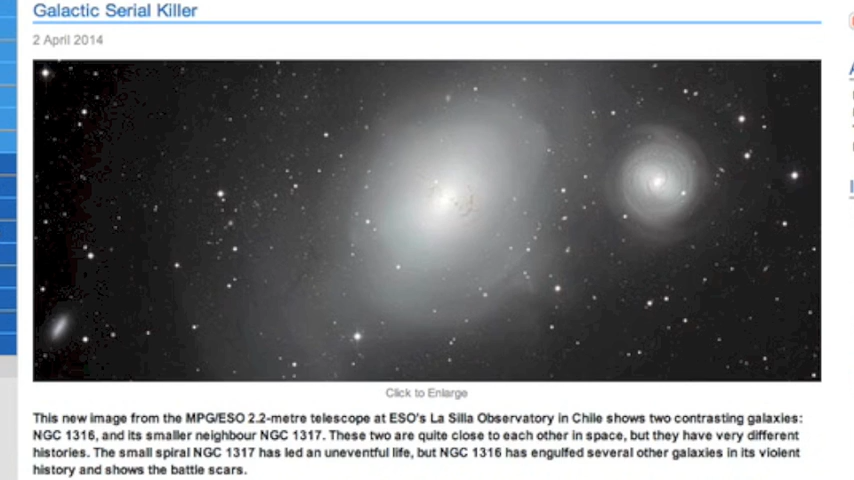 Galactic Serial Killer
2 April 2014
Click to Enlarge
This new image from the MPG/ESO 2.2-metre telescope at ESO's La Silla Observatory in Chile shows two contrasting galaxies:
NGC 1316, and its smaller neighbour NGC 1317. These two are quite close to each other in space, but they have very different
histories. The small spiral NGC 1317 has led an uneventful life, but NGC 1316 has engulfed several other galaxies in its violent
history and shows the battle scars.